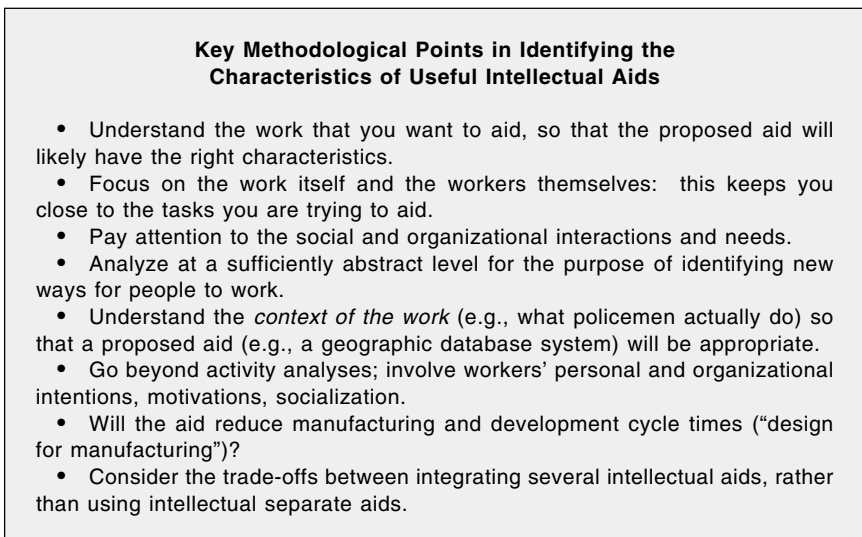 Key Methodological Points in Identifying the
Characteristics of Useful Intellectual Aids
• Understand the work that you want to aid, so that the proposed aid will
likely have the right characteristics.
• Focus on the work itself and the workers themselves: this keeps you
close to the tasks you are trying to aid.
• Pay attention to the social and organizational interactions and needs.
• Analyze at a sufficiently abstract level for the purpose of identifying new
ways for people to work.
• Understand the context of the work (e.g., what policemen actually do) so
that a proposed aid (e.g., a geographic database system) will be appropriate.
• Go beyond activity analyses; involve workers’ personal and organizational
intentions, motivations, socialization.
• Will the aid reduce manufacturing and development cycle times (“design
for manufacturing”)?
• Consider the trade-offs between integrating several intellectual aids, rather
than using intellectual separate aids.